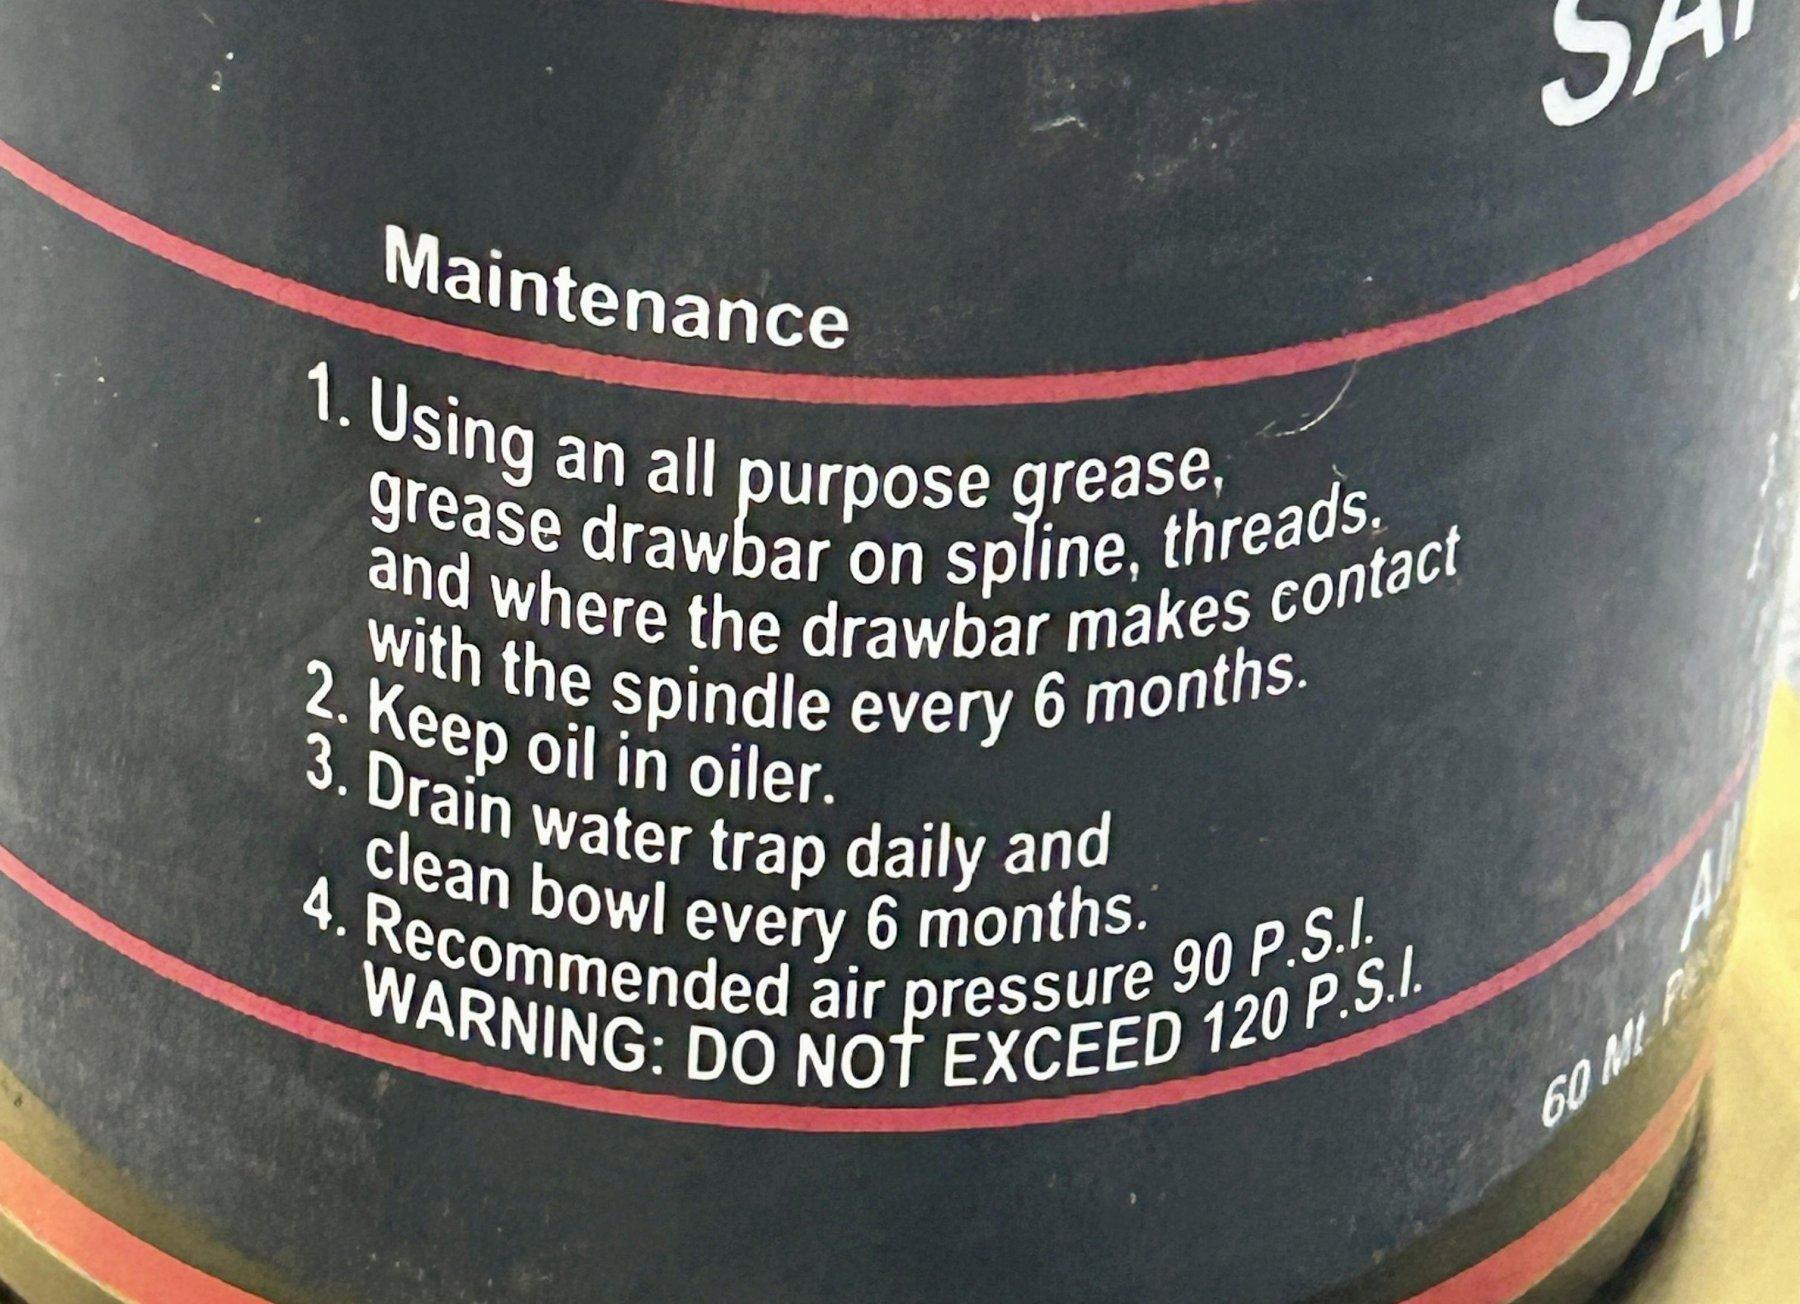 Maintenance
1. Using an all purpose grease,
grease drawbar on spline, threads.
and where the drawbar makes contact
with the spindle every 6 months.
2. Keep oil in oiler.
3. Drain water trap daily and
clean bowl every 6 months.
4. Recommended air pressure 90 P.S.I.
WARNING: DO NOT EXCEED 120 P.S.I.
60 Mt.